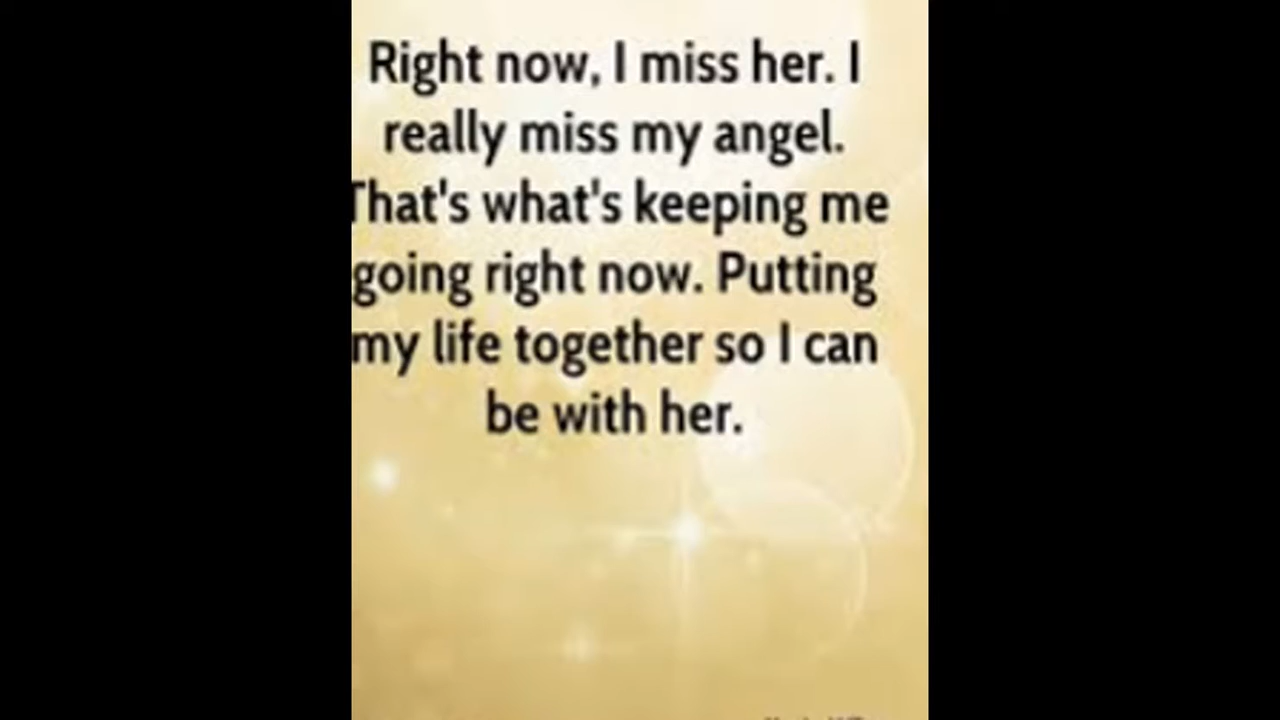 Right now, I miss her. I
really miss my angel.
That's what's keeping me
going right now. Putting
my life together so I can
be with her.